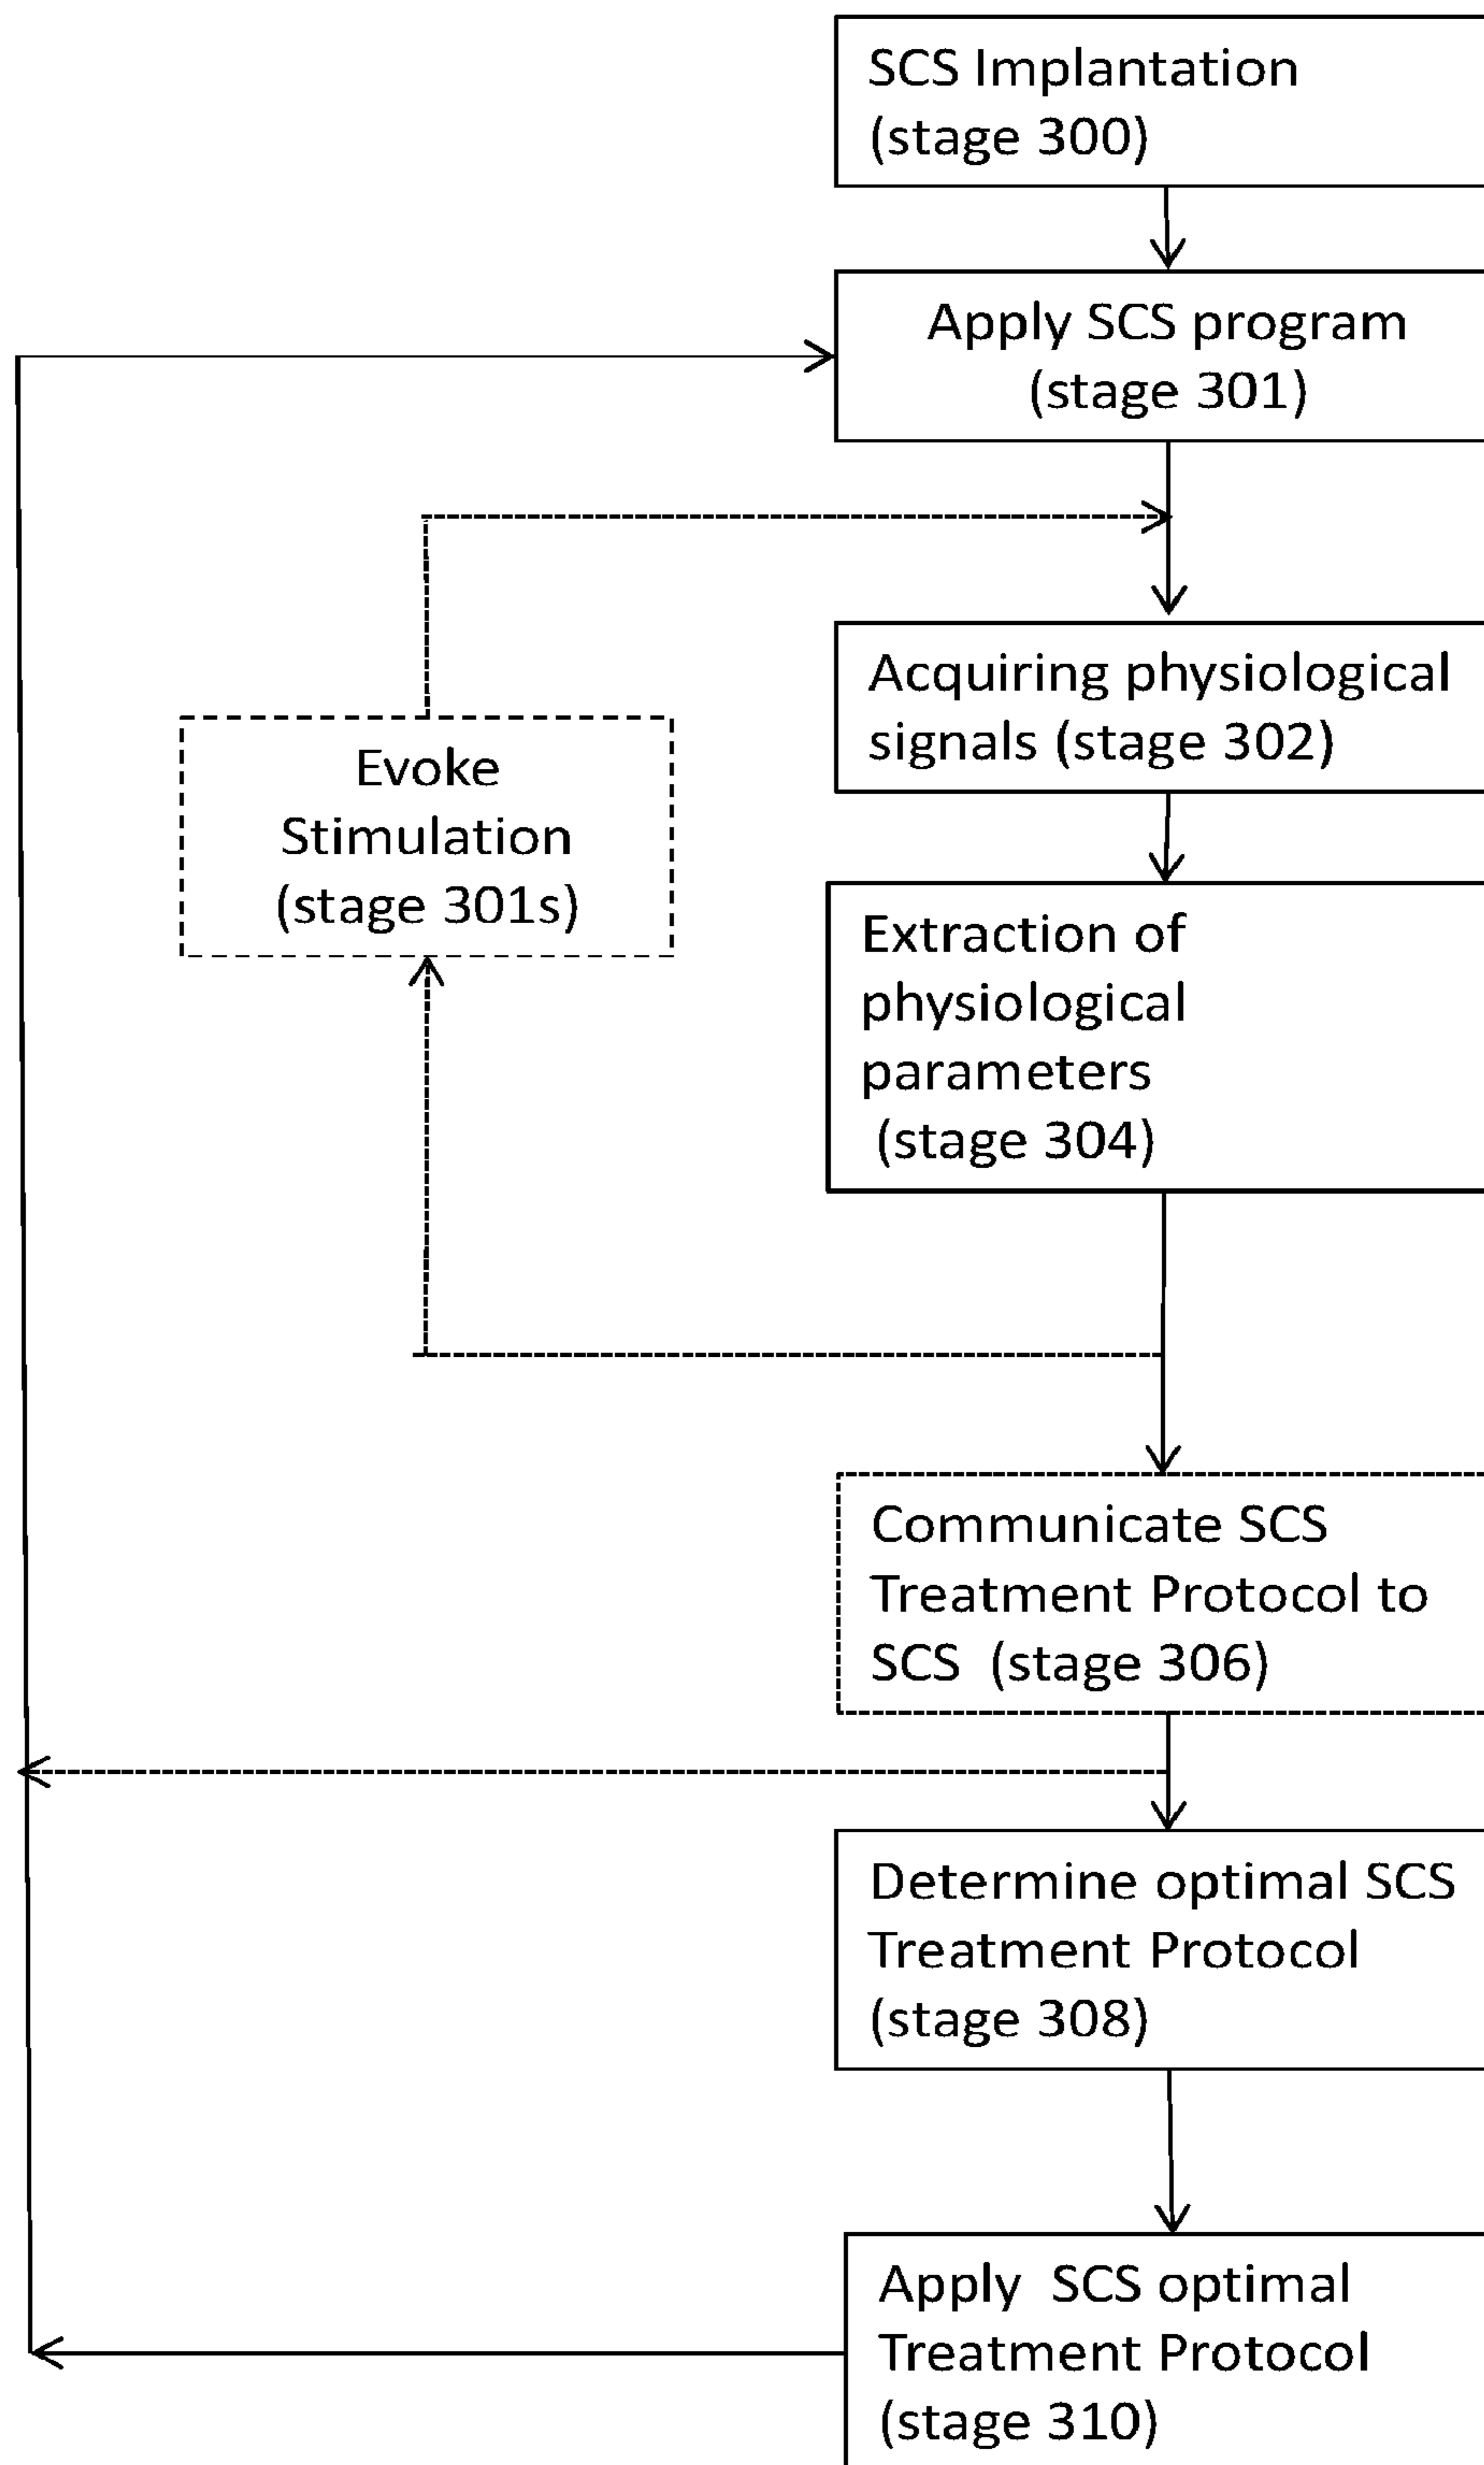 SCS Implantation
(stage 300)
Apply SCS program
(stage 301)
Acquiring physiological
signals (stage 302)
Evoke
Stimulation
(stage 301s)
Extraction of
physiological
parameters
(stage 304)
Communicate SCS
Treatment Protocol to
SCS (stage 306)
Determine optimal SCS
Treatment Protocol
(stage 308)
Apply SCS optimal
Treatment Protocol
(stage 310)